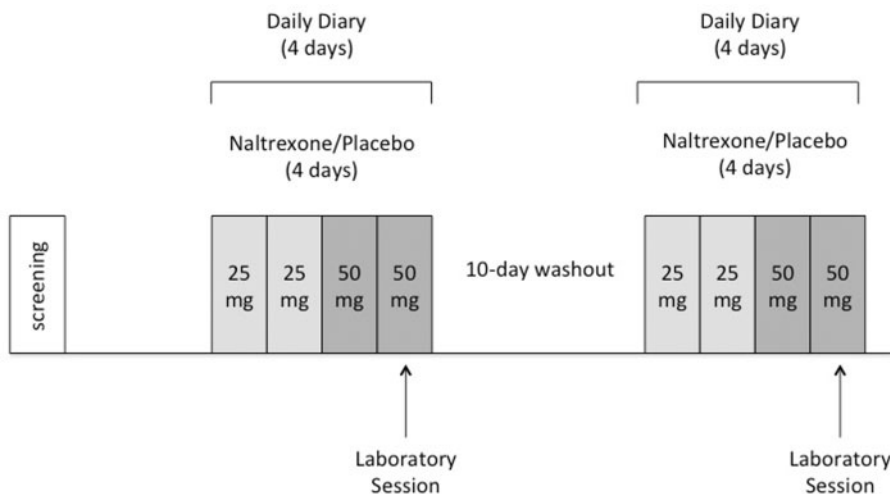 Daily Diary
(4 days)
Daily Diary
(4 days)
Naltrexone/Placebo
(4 days)
Naltrexone/Placebo
(4 days)
screening
25
mg
25
mg
50
mg
50
mg
10-day washout
25
mg
25
mg
50
mg
50
mg
Laboratory
Session
Laboratory
Session